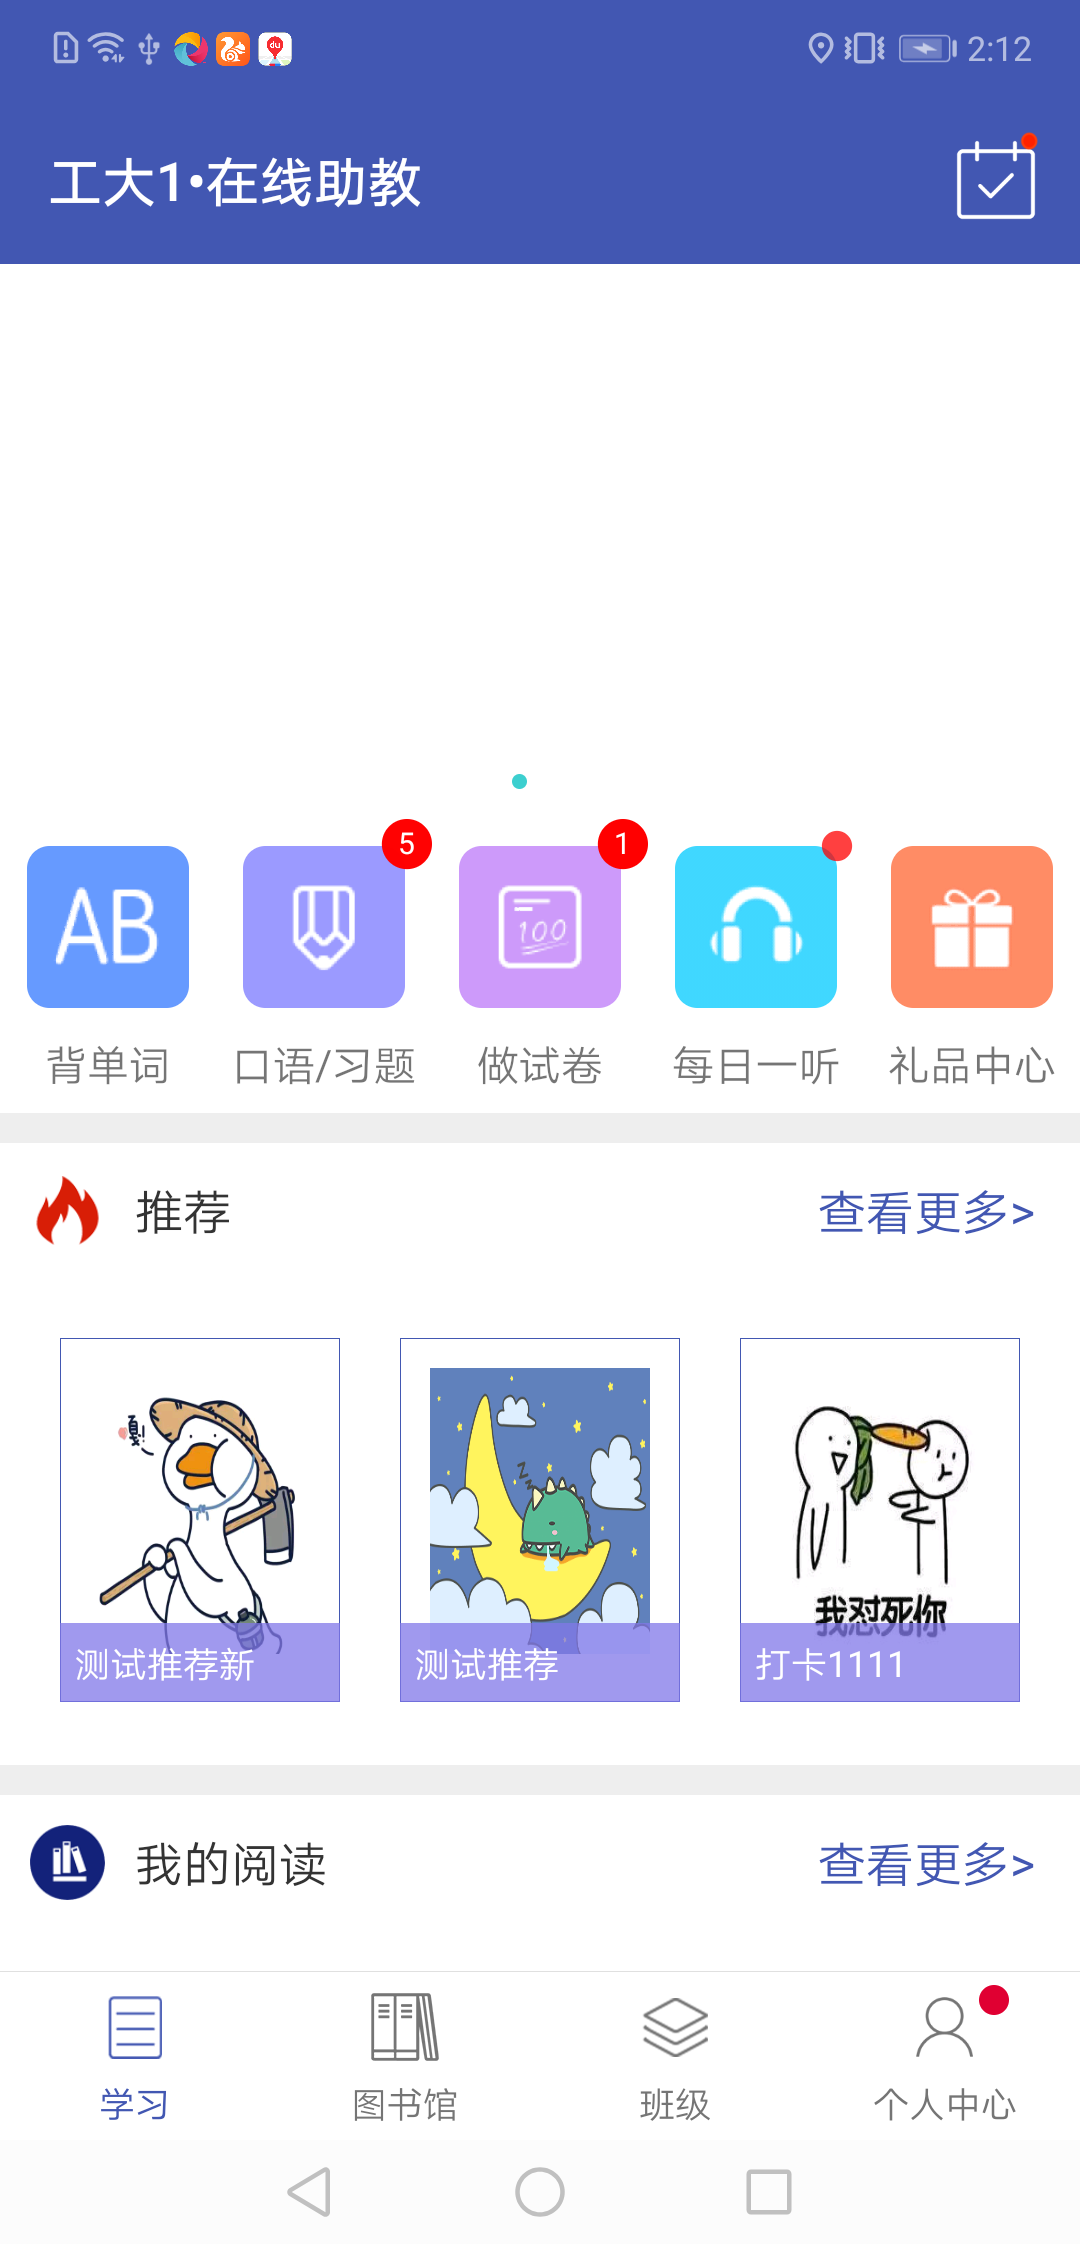 2:12
工大1•在线助教
5
1
AB
100
背单词
口语/习题
做试卷
每日一听
礼品中心
推荐
查看更多>
嘎!
我怼死你
测试推荐新
测试推荐
打卡1111
我的阅读
查看更多>
学习
图书馆
班级
个人中心